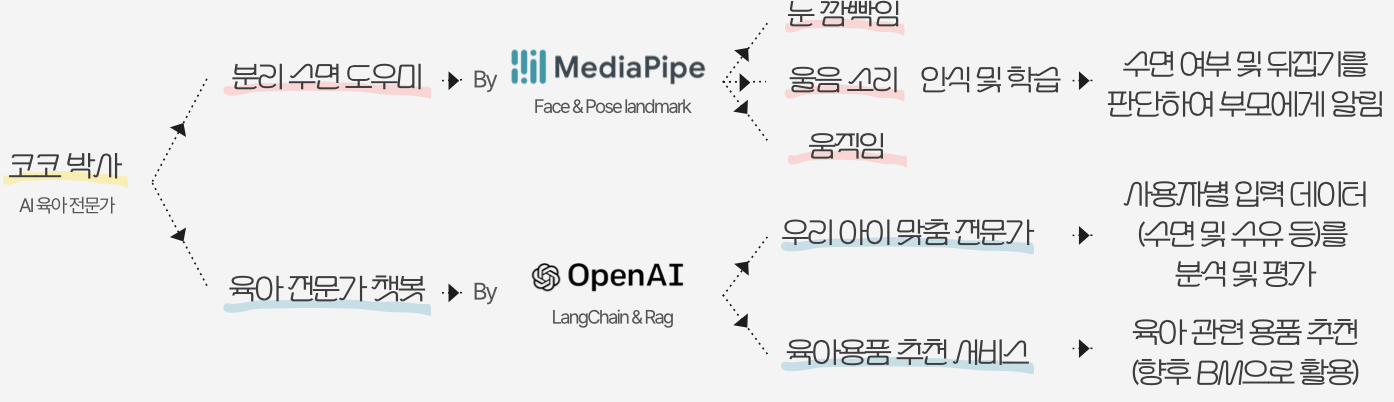 코코 박사
AI 육아 전문가
분리 수면 도우미
By
MediaPipe
Face & Pose landmark
눈 깜빡임
울음 소리
움직임
인식 및 학습
수면 여부 및 뒤집기를
판단하여 부모에게 알림
육아 전문가 챗봇
By
OpenAI
LangChain & Rag
우리 아이 맞춤 전문가
사용자별 입력 데이터
(수면 및 수유 등)를
분석 및 평가
육아용품 추천 서비스
육아 관련 용품 추천
(향후 BM으로 활용)